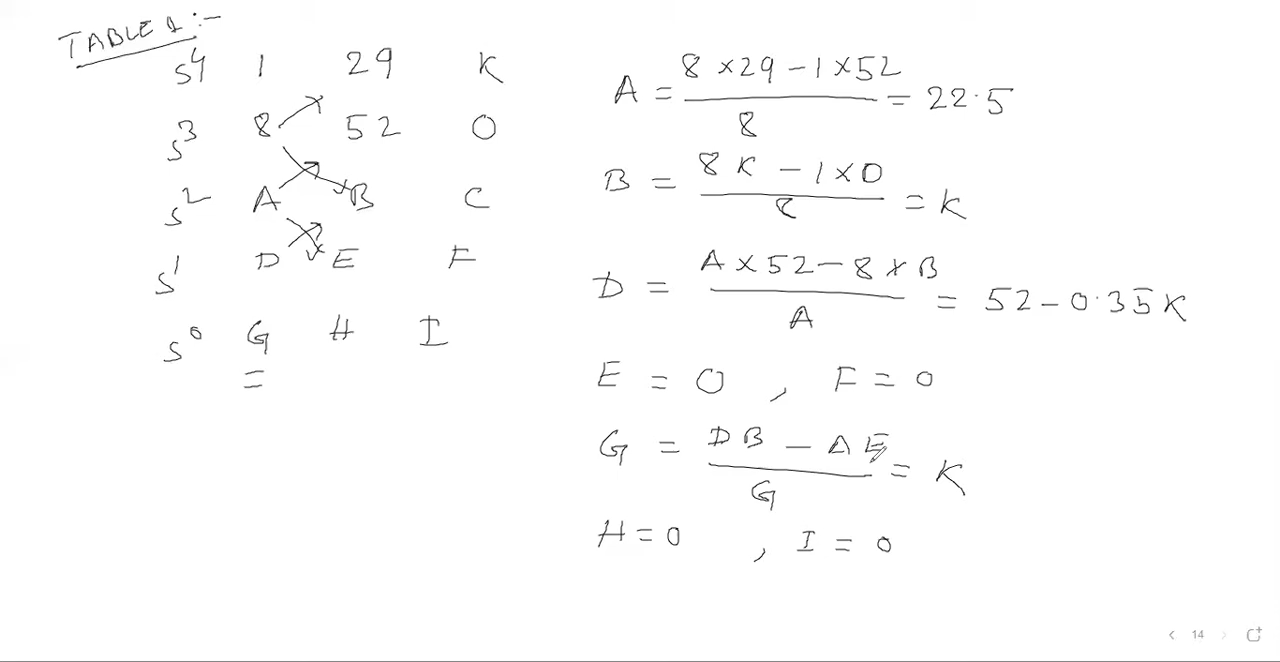 TABLE 1 :-
s4 1 29 K
s3 8 52 0
s2 A B C
s1 D E F
s0 G H I
A = 8 × 29 - 1 × 52 / 8 = 22.5
B = 8K - 1 × 0 / 8 = K
D = A × 52 - 8 × B / A = 52 - 0.35K
E = 0 , F = 0
G = DB - AE / G = K
H = 0 , I = 0
14